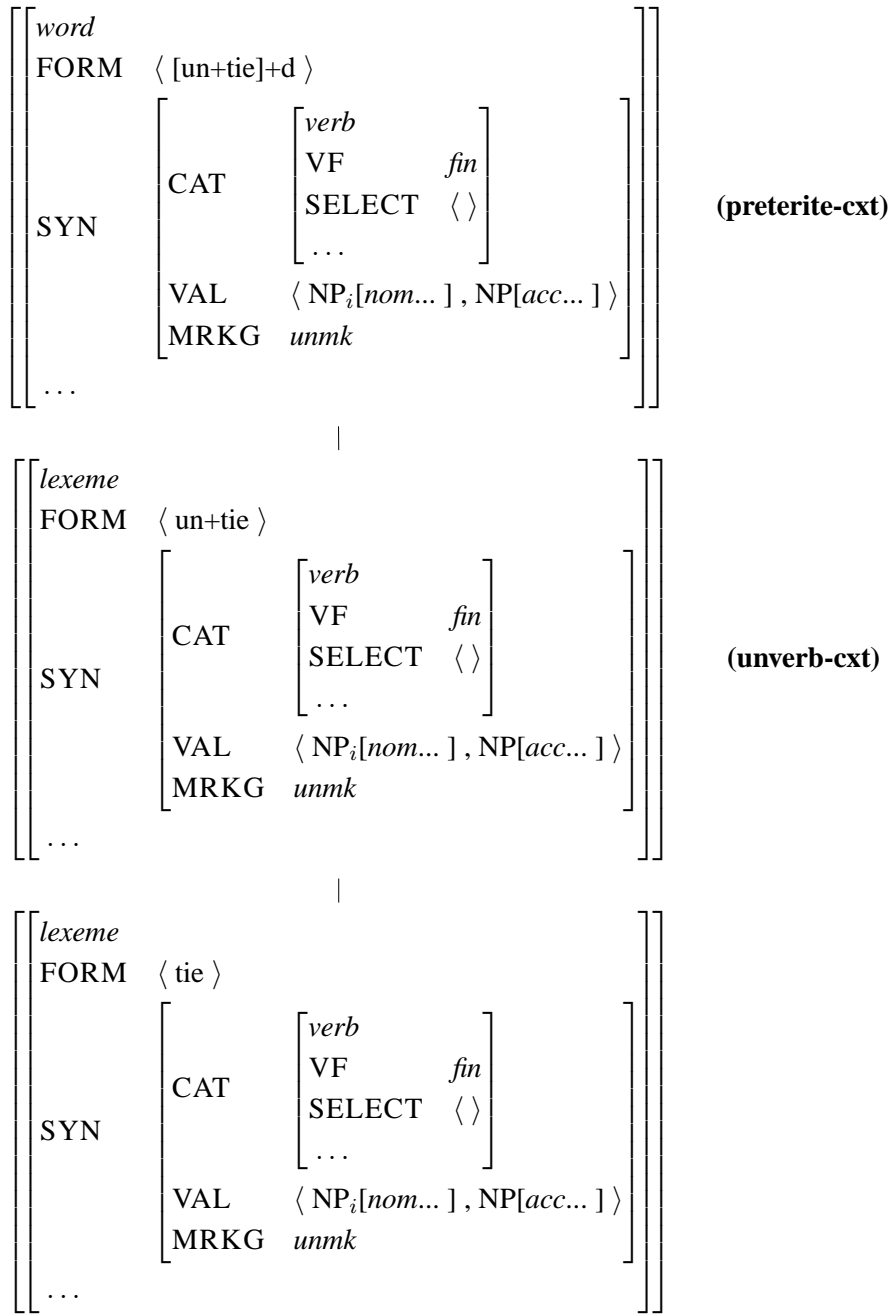 word
FORM ⟨ [un+tie]+d ⟩
verb
VF fin
CAT
SELECT ⟨ ⟩
SYN (preterite-cxt)
. . .
VAL ⟨ NPi[nom... ] , NP[acc... ] ⟩
MRKG unmk
. . .
lexeme
FORM ⟨ un+tie ⟩
verb
VF fin
CAT
SELECT ⟨ ⟩
SYN (unverb-cxt)
. . .
VAL ⟨ NPi[nom... ] , NP[acc... ] ⟩
MRKG unmk
. . .
lexeme
FORM ⟨ tie ⟩
verb
VF fin
CAT
SELECT ⟨ ⟩
SYN
. . .
VAL ⟨ NPi[nom... ] , NP[acc... ] ⟩
MRKG unmk
. . .